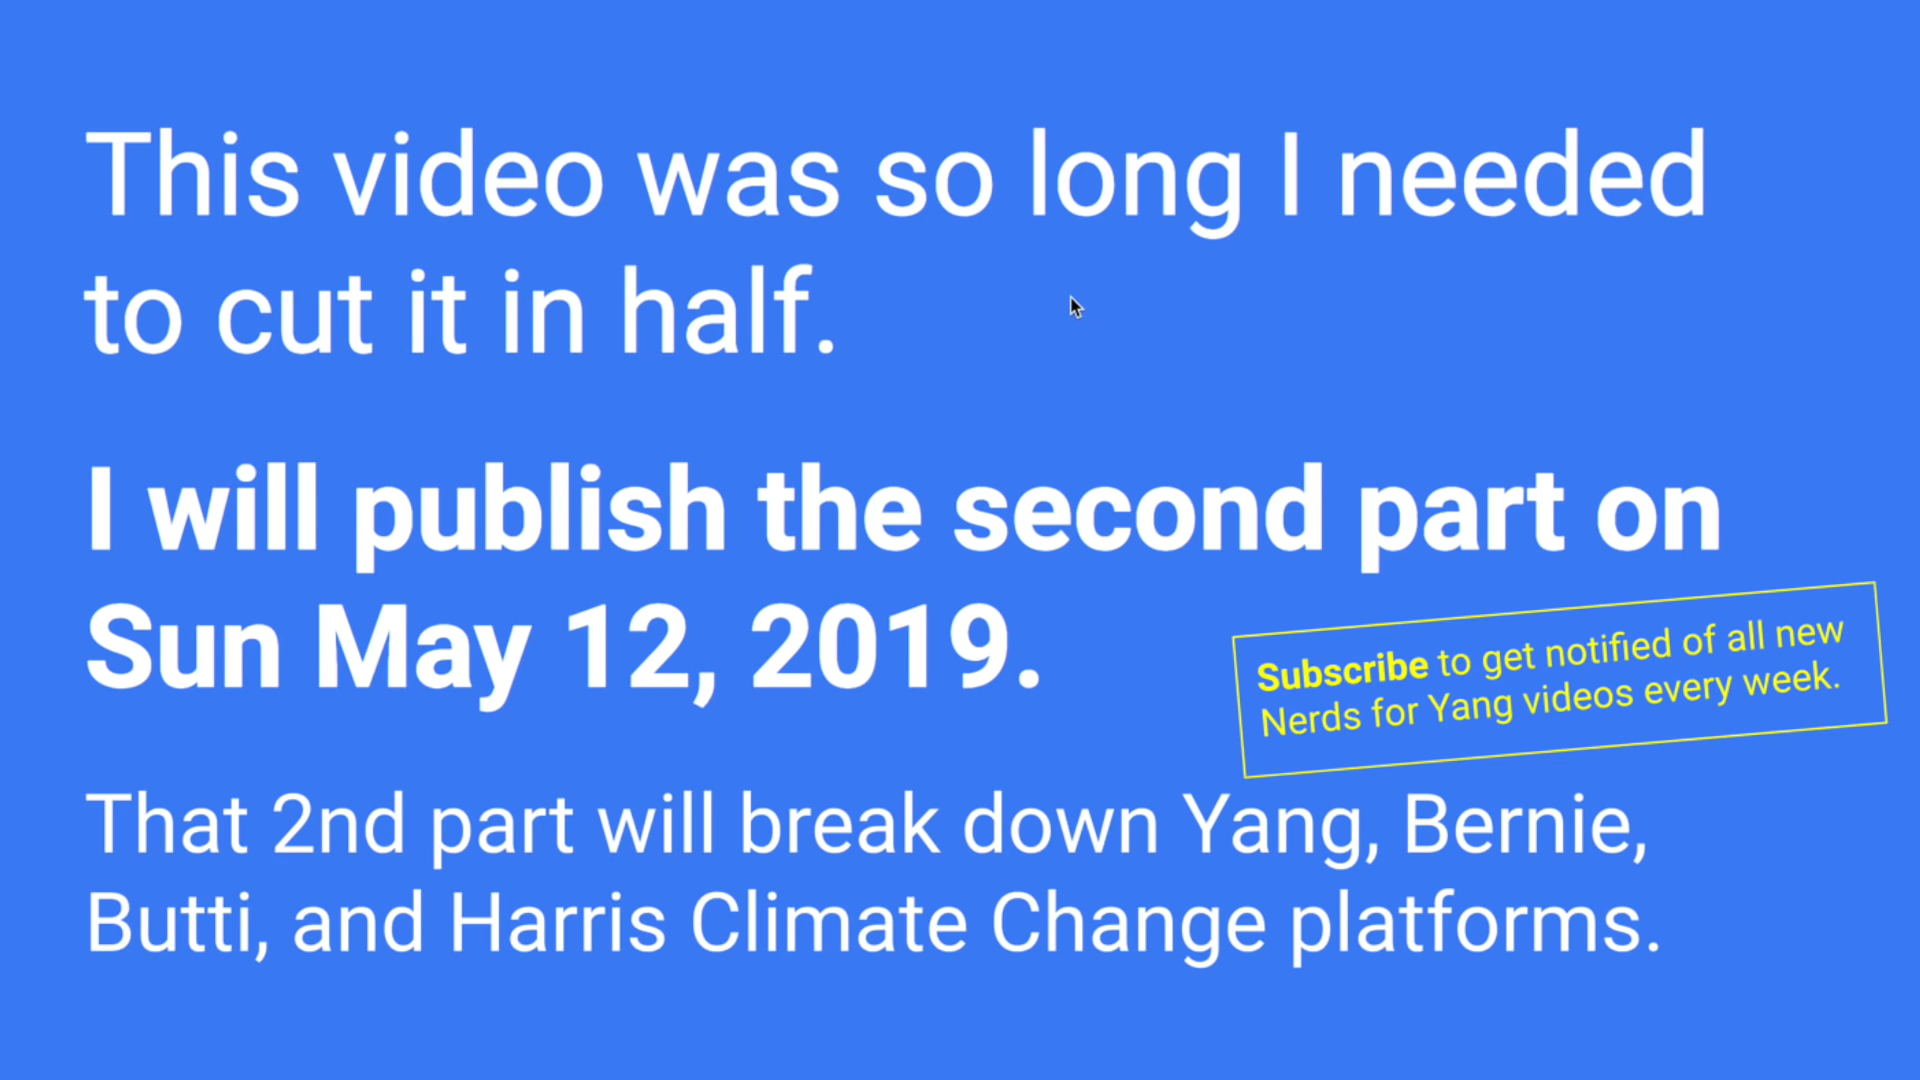 This video was so long I needed
to cut it in half.
I will publish the second part on
Sun May 12, 2019.
Subscribe to get notified of all new
Nerds for Yang videos every week.
That 2nd part will break down Yang, Bernie,
Butti, and Harris Climate Change platforms.